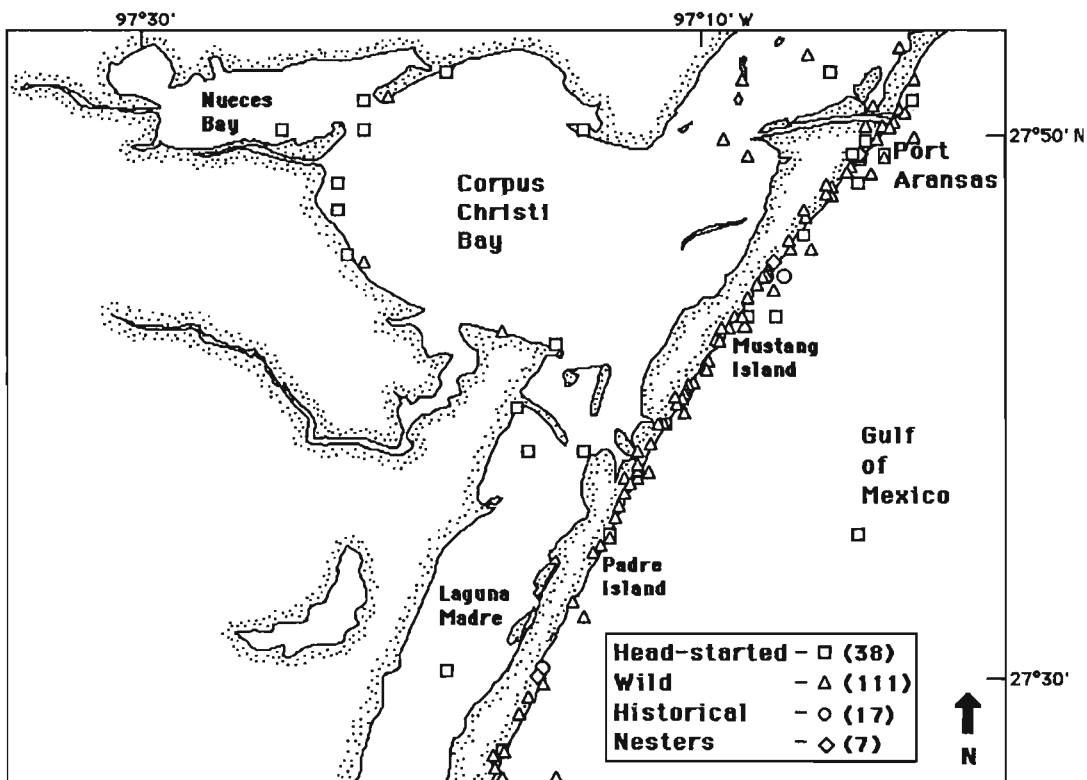 97°30'
97°10' W
Nueces
Bay
27°50' N
Port
Aransas
Corpus
Christi
Bay
Mustang
Island
Gulf
of
Mexico
Padre
Island
Laguna
Madre
Head-started - □ (38)
Wild - △ (111)
Historical - ○ (17)
Nesters - ◇ (7)
27°30'
N